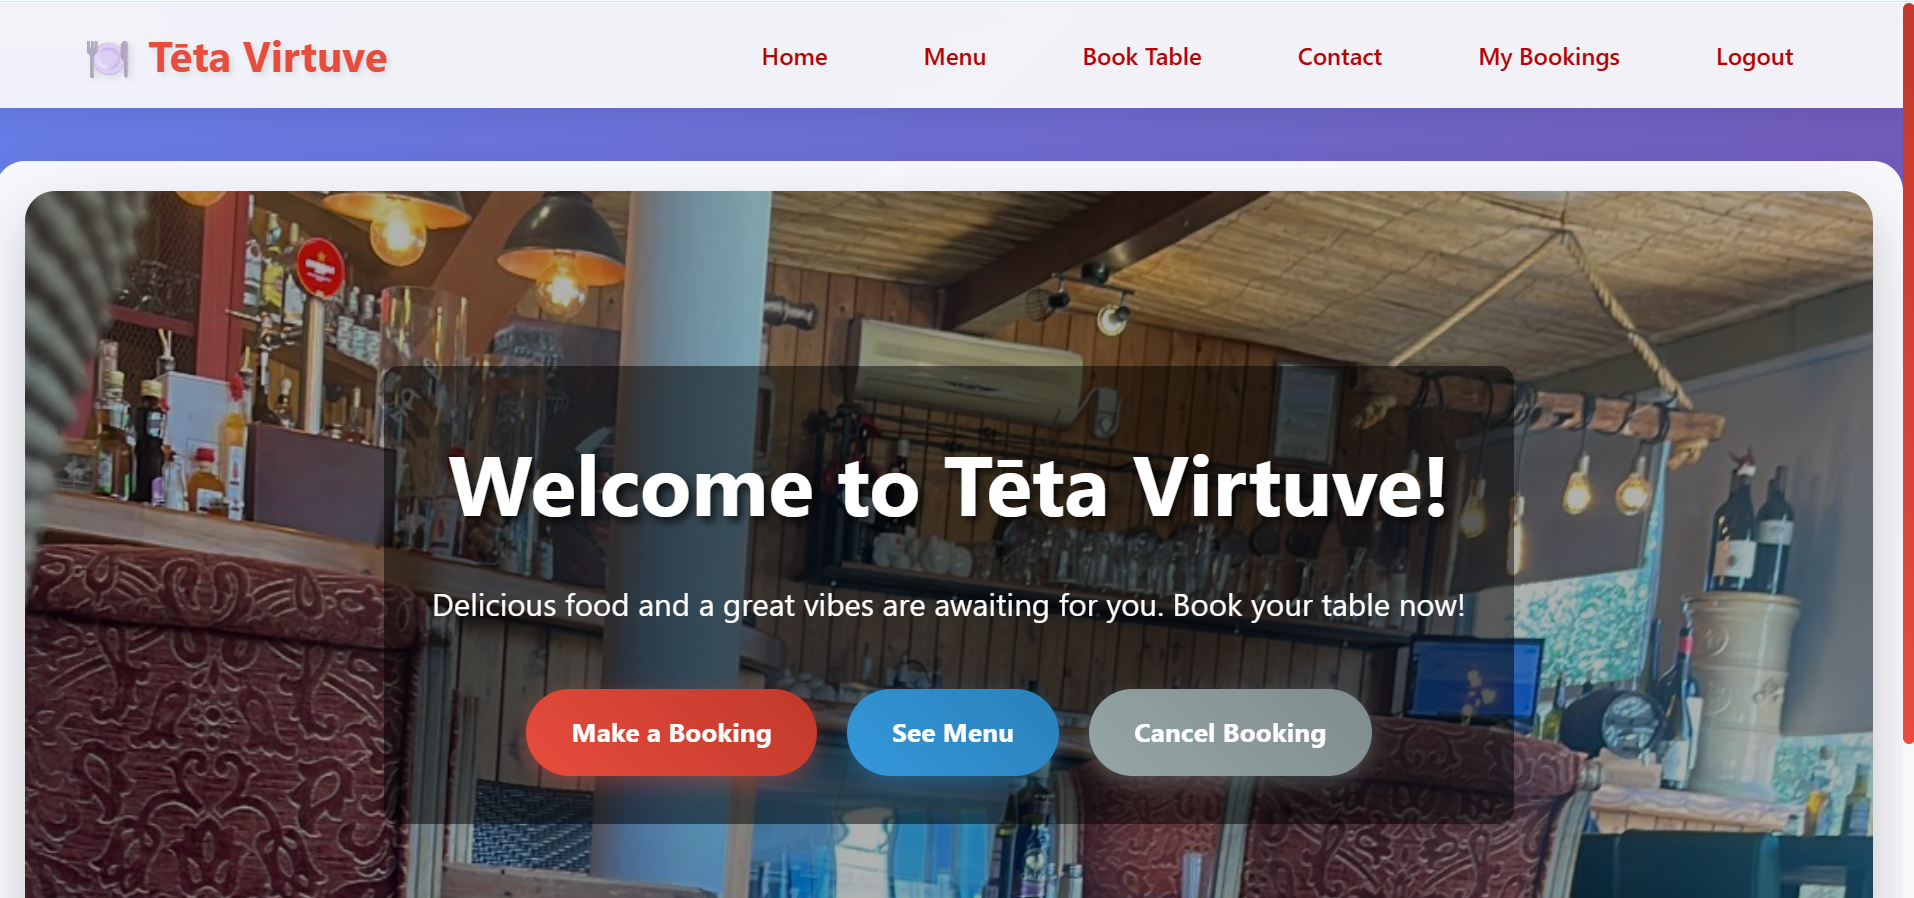 Tēta Virtuve
Home
Menu
Book Table
Contact
My Bookings
Logout
Welcome to Tēta Virtuve!
Delicious food and a great vibes are awaiting for you. Book your table now!
Make a Booking
See Menu
Cancel Booking